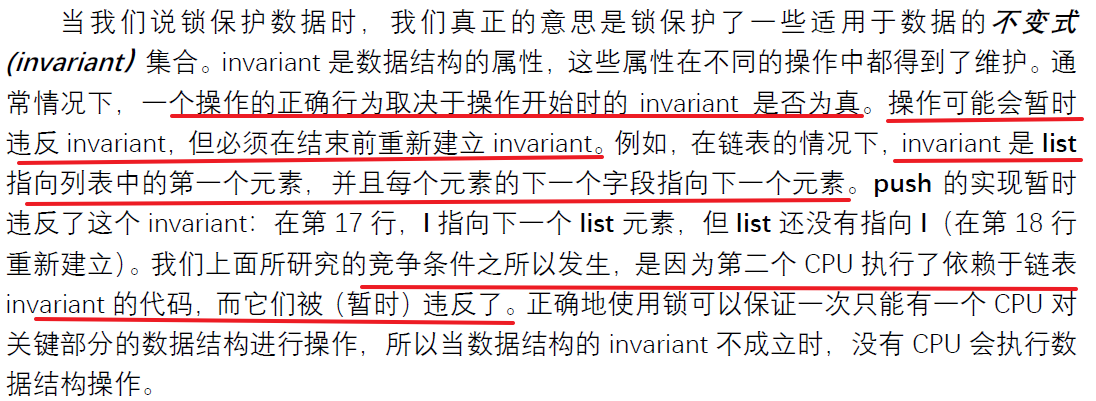 当我们说锁保护数据时，我们真正的意思是锁保护了一些适用于数据的不变式
(invariant）集合。invariant 是数据结构的属性，这些属性在不同的操作中都得到了维护。通
常情况下，一个操作的正确行为取决于操作开始时的 invariant 是否为真。操作可能会暂时
违反 invariant，但必须在结束前重新建立 invariant。例如，在链表的情况下，invariant 是 list
指向列表中的第一个元素，并且每个元素的下一个字段指向下一个元素。push 的实现暂时
违反了这个 invariant：在第 17 行，l 指向下一个 list 元素，但 list 还没有指向 l（在第 18 行
重新建立）。我们上面所研究的竞争条件之所以发生，是因为第二个 CPU 执行了依赖于链表
invariant 的代码，而它们被（暂时）违反了。正确地使用锁可以保证一次只能有一个 CPU 对
关键部分的数据结构进行操作，所以当数据结构的 invariant 不成立时，没有 CPU 会执行数
据结构操作。